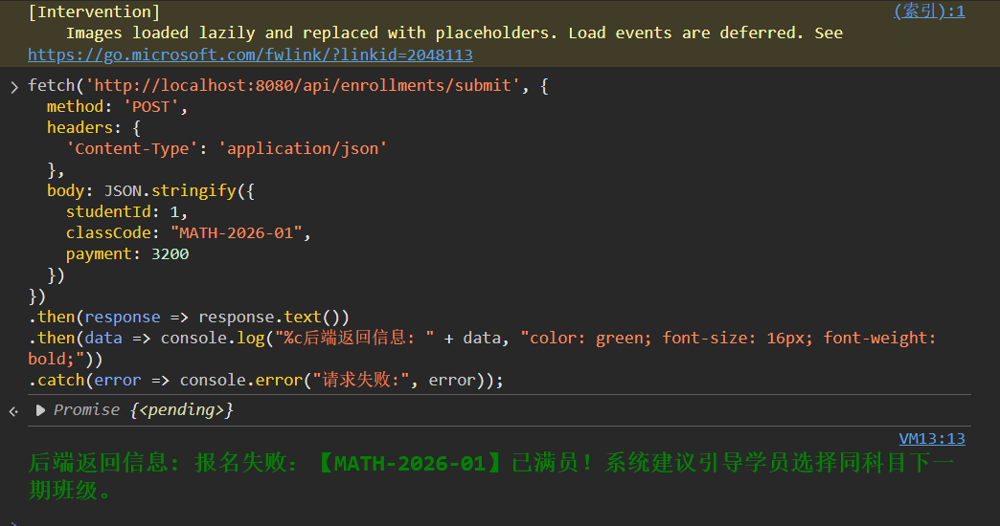 [Intervention] (索引):1
Images loaded lazily and replaced with placeholders. Load events are deferred. See
https://go.microsoft.com/fwlink/?linkid=2048113
fetch('http://localhost:8080/api/enrollments/submit', {
  method: 'POST',
  headers: {
    'Content-Type': 'application/json'
  },
  body: JSON.stringify({
    studentId: 1,
    classCode: "MATH-2026-01",
    payment: 3200
  })
})
.then(response => response.text())
.then(data => console.log("%c后端返回信息: " + data, "color: green; font-size: 16px; font-weight:
bold;"))
.catch(error => console.error("请求失败:", error));
Promise {<pending>}
VM13:13
后端返回信息: 报名失败：【MATH-2026-01】已满员！系统建议引导学员选择同科目下一
期班级。